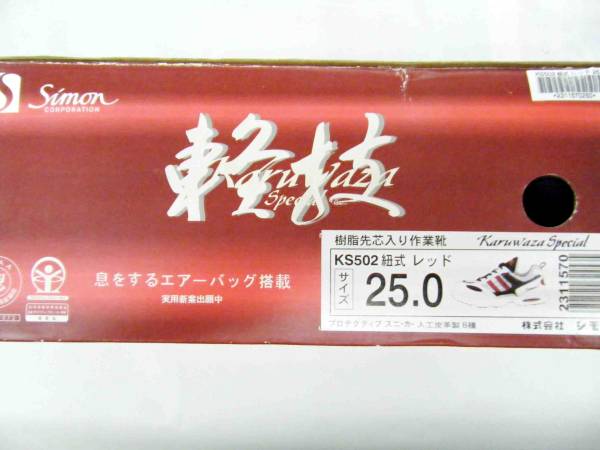 Simon
CORPORATION
軽技
Karuwaza
Special
息をするエアーバッグ搭載
実用新案出願中
樹脂先芯入り作業靴
Karuwaza Special
KS502 紐式 レッド
サイズ
25.0
2311570
プロテクティブ・スニーカー 人工皮革製 B種
株式会社 シモ